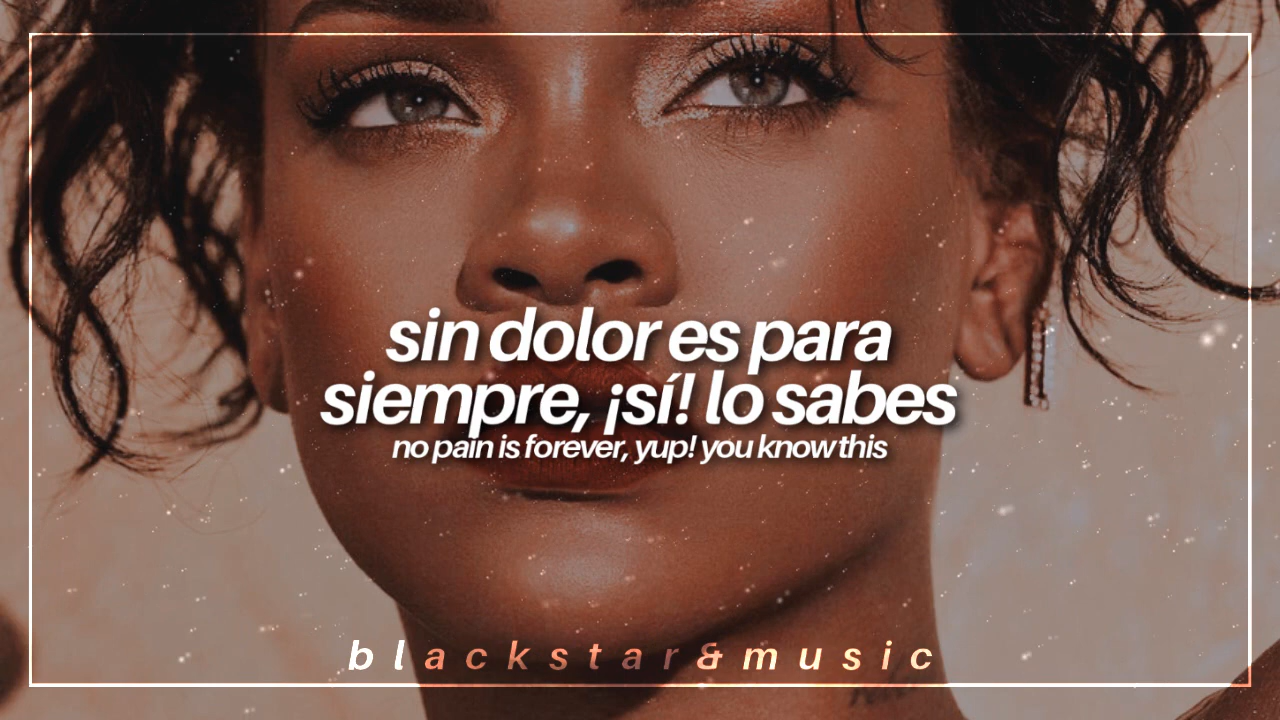 sin dolor es para
siempre, ¡sí! lo sabes
no pain is forever, yup! you know this
blackstar&music